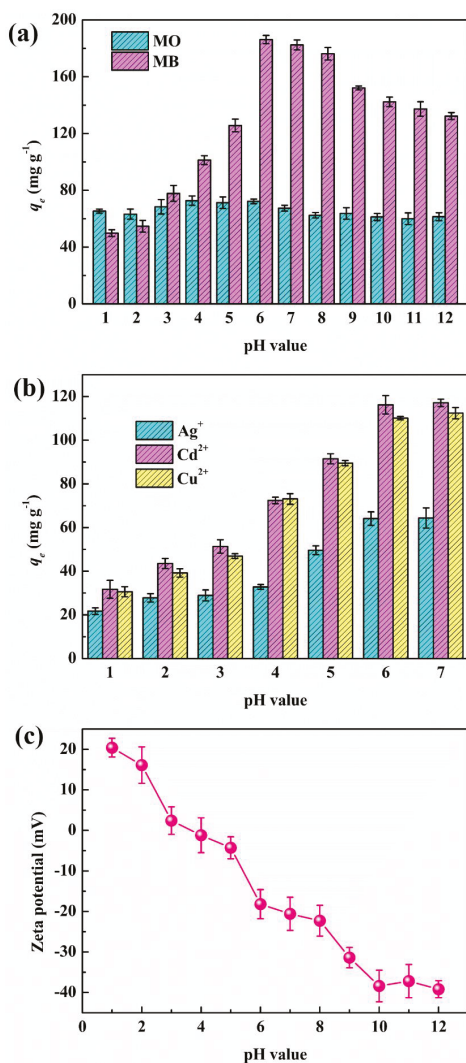 (a)
MO
MB
200
160
120
80
40
0
qe (mg g⁻¹)
1 2 3 4 5 6 7 8 9 10 11 12
pH value
(b)
Ag⁺
Cd²⁺
Cu²⁺
120
100
80
60
40
20
0
qe (mg g⁻¹)
1 2 3 4 5 6 7
pH value
(c)
20
10
0
-10
-20
-30
-40
Zeta potential (mV)
0 2 4 6 8 10 12
pH value